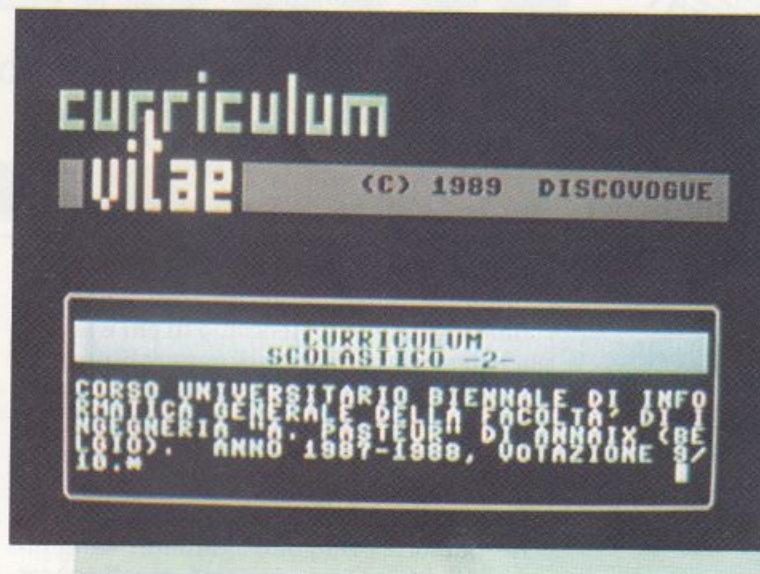 curriculum
vitae
(C) 1989 DISCOVOGUE
CURRICULUM
SCOLASTICO -2-
CORSO UNIVERSITARIO BIENNALE DI INFO
RMATICA GENERALE DELLA FACOLTA' DI I
NGEGNERIA "A. PASTEUR" DI ANNAIX (BE
LGIO). ANNO 1987-1988, VOTAZIONE 9/
10.*